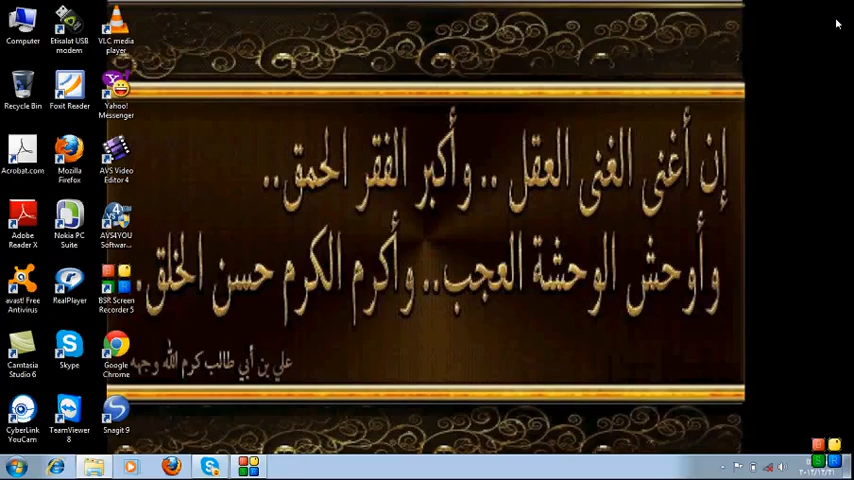 Computer
Etisalat USB modem
VLC media player
Recycle Bin
Foxit Reader
Yahoo! Messenger
Acrobat.com
Mozilla Firefox
AVS Video Editor 4
Adobe Reader X
Nokia PC Suite
AVS4YOU Softwar...
avast! Free Antivirus
RealPlayer
BSR Screen Recorder 5
Camtasia Studio 6
Skype
Google Chrome
CyberLink YouCam
TeamViewer 8
Snagit 9
إن أغنى الغنى العقل .. وأكبر الفقر الحمق..
وأوحش الوحشة العجب.. وأكرم الكرم حسن الخلق.
علي بن أبي طالب كرم الله وجهه